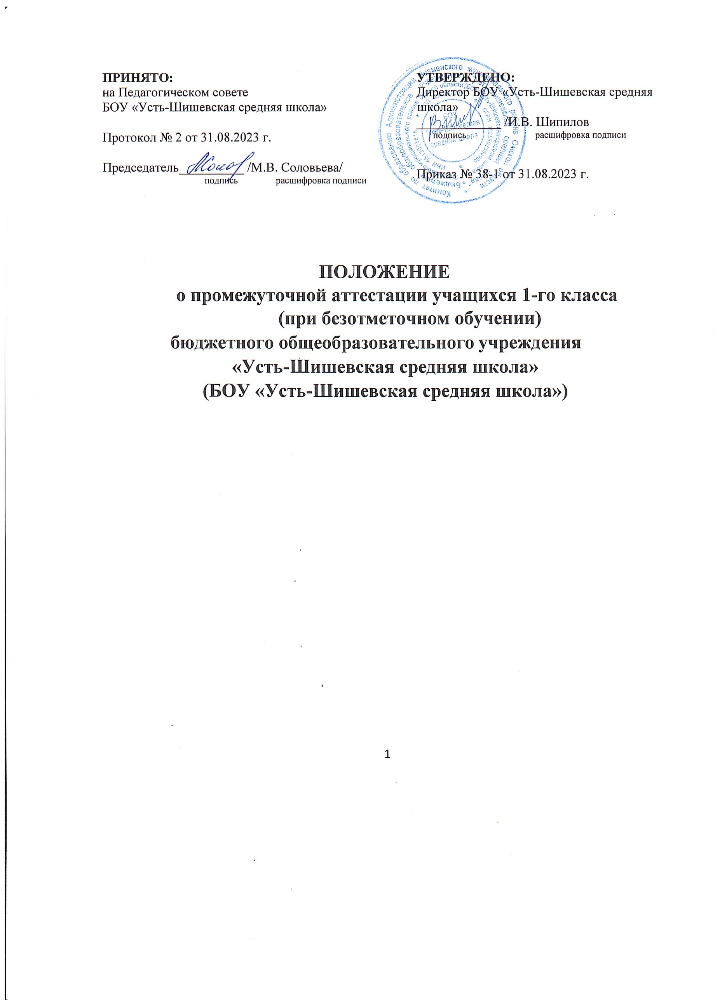 ПРИНЯТО:
на Педагогическом совете
БОУ «Усть-Шишевская средняя школа»
Протокол № 2 от 31.08.2023 г.
Председатель /М.В. Соловьева/
подпись расшифровка подписи
УТВЕРЖДЕНО:
Директор БОУ «Усть-Шишевская средняя
школа»
/И.В. Шипилов
подпись расшифровка подписи
Приказ № 38-1 от 31.08.2023 г.
ПОЛОЖЕНИЕ
о промежуточной аттестации учащихся 1-го класса
(при безотметочном обучении)
бюджетного общеобразовательного учреждения
«Усть-Шишевская средняя школа»
(БОУ «Усть-Шишевская средняя школа»)
1